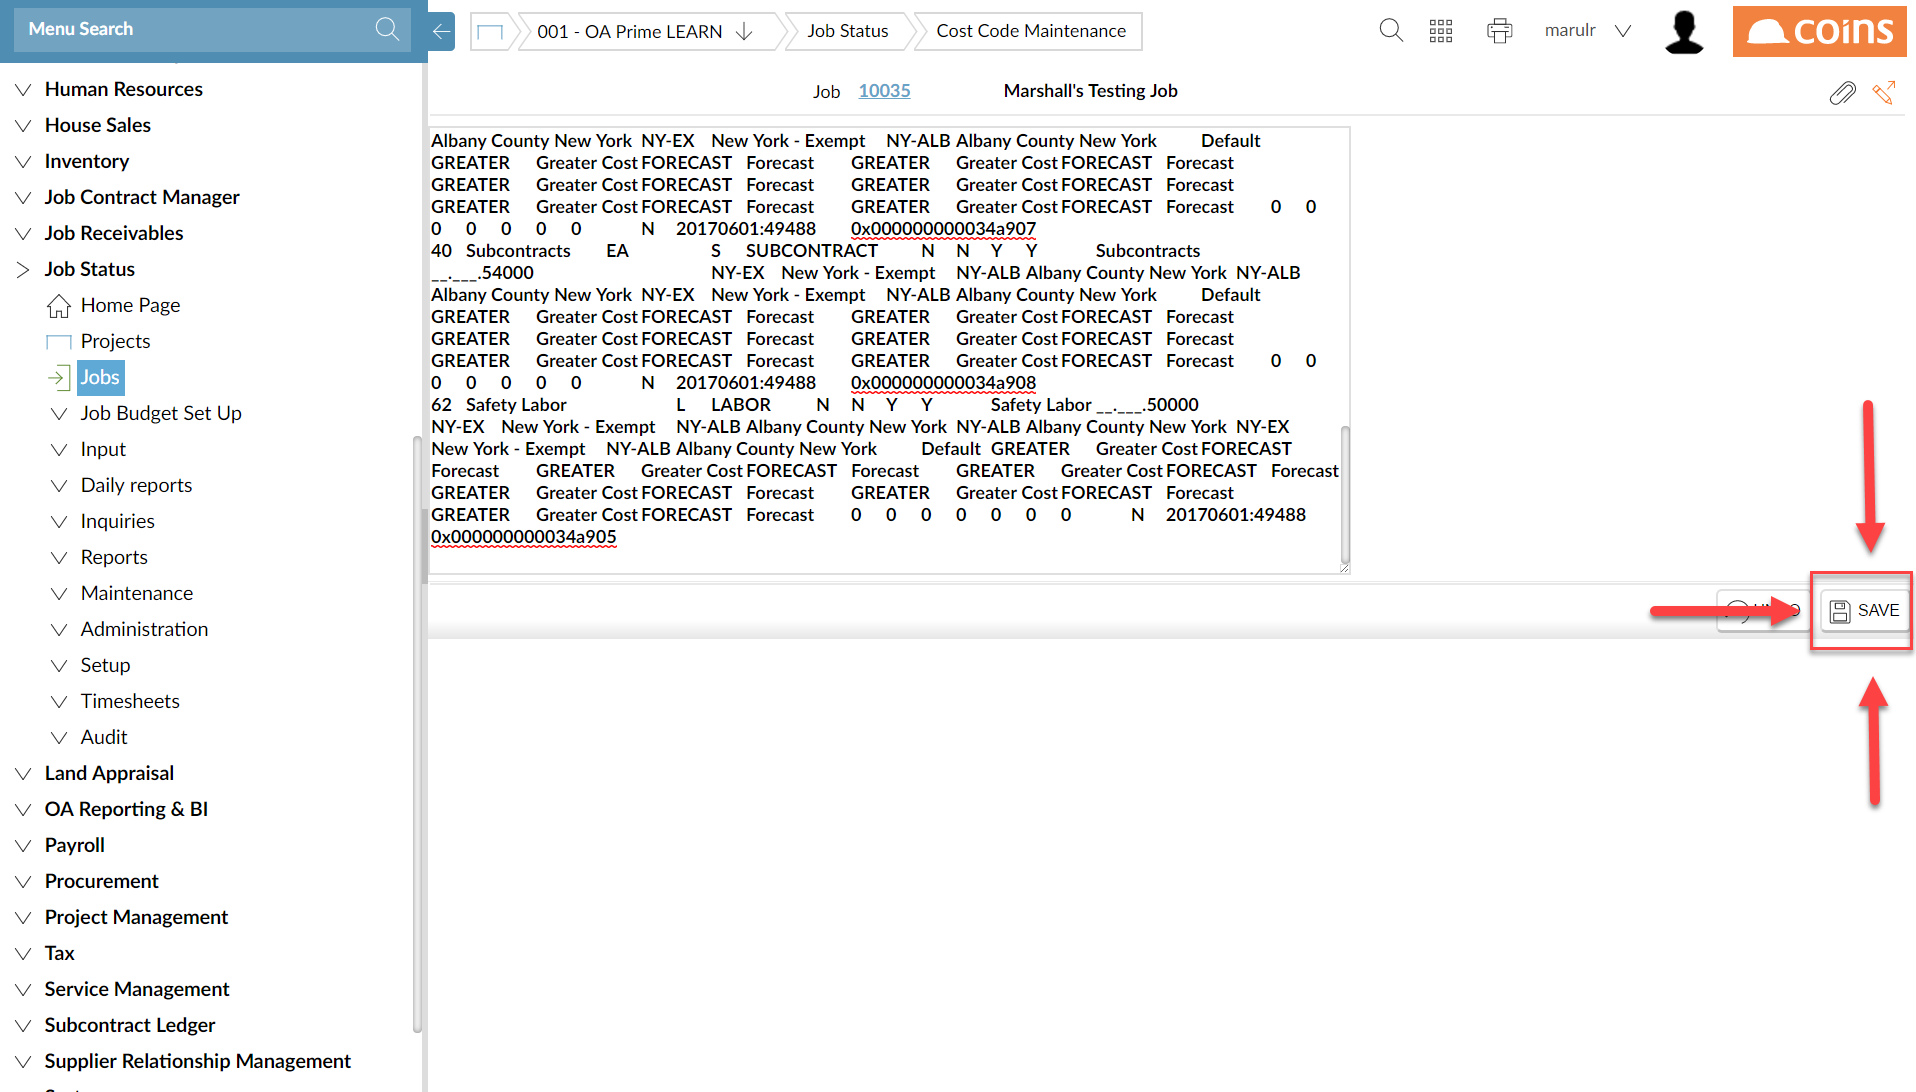 Menu Search
001 - OA Prime LEARN
Job Status
Cost Code Maintenance
marulr
coins
Job 10035 Marshall's Testing Job
Human Resources
House Sales
Inventory
Job Contract Manager
Job Receivables
Job Status
Home Page
Projects
Jobs
Job Budget Set Up
Input
Daily reports
Inquiries
Reports
Maintenance
Administration
Setup
Timesheets
Audit
Land Appraisal
OA Reporting & BI
Payroll
Procurement
Project Management
Tax
Service Management
Subcontract Ledger
Supplier Relationship Management
Albany County New York NY-EX New York - Exempt NY-ALB Albany County New York Default
GREATER Greater Cost FORECAST Forecast GREATER Greater Cost FORECAST Forecast
GREATER Greater Cost FORECAST Forecast GREATER Greater Cost FORECAST Forecast
GREATER Greater Cost FORECAST Forecast GREATER Greater Cost FORECAST Forecast 0 0
0 0 0 0 0 N 20170601:49488 0x000000000034a907
40 Subcontracts EA S SUBCONTRACT N N Y Y Subcontracts
__.___.54000 NY-EX New York - Exempt NY-ALB Albany County New York NY-ALB
Albany County New York NY-EX New York - Exempt NY-ALB Albany County New York Default
GREATER Greater Cost FORECAST Forecast GREATER Greater Cost FORECAST Forecast
GREATER Greater Cost FORECAST Forecast GREATER Greater Cost FORECAST Forecast
GREATER Greater Cost FORECAST Forecast GREATER Greater Cost FORECAST Forecast 0 0
0 0 0 0 0 N 20170601:49488 0x000000000034a908
62 Safety Labor L LABOR N N Y Y Safety Labor __.___.50000
NY-EX New York - Exempt NY-ALB Albany County New York NY-ALB Albany County New York NY-EX
New York - Exempt NY-ALB Albany County New York Default GREATER Greater Cost FORECAST
Forecast GREATER Greater Cost FORECAST Forecast GREATER Greater Cost FORECAST Forecast
GREATER Greater Cost FORECAST Forecast GREATER Greater Cost FORECAST Forecast
GREATER Greater Cost FORECAST Forecast 0 0 0 0 0 0 0 N 20170601:49488
0x000000000034a905
SAVE